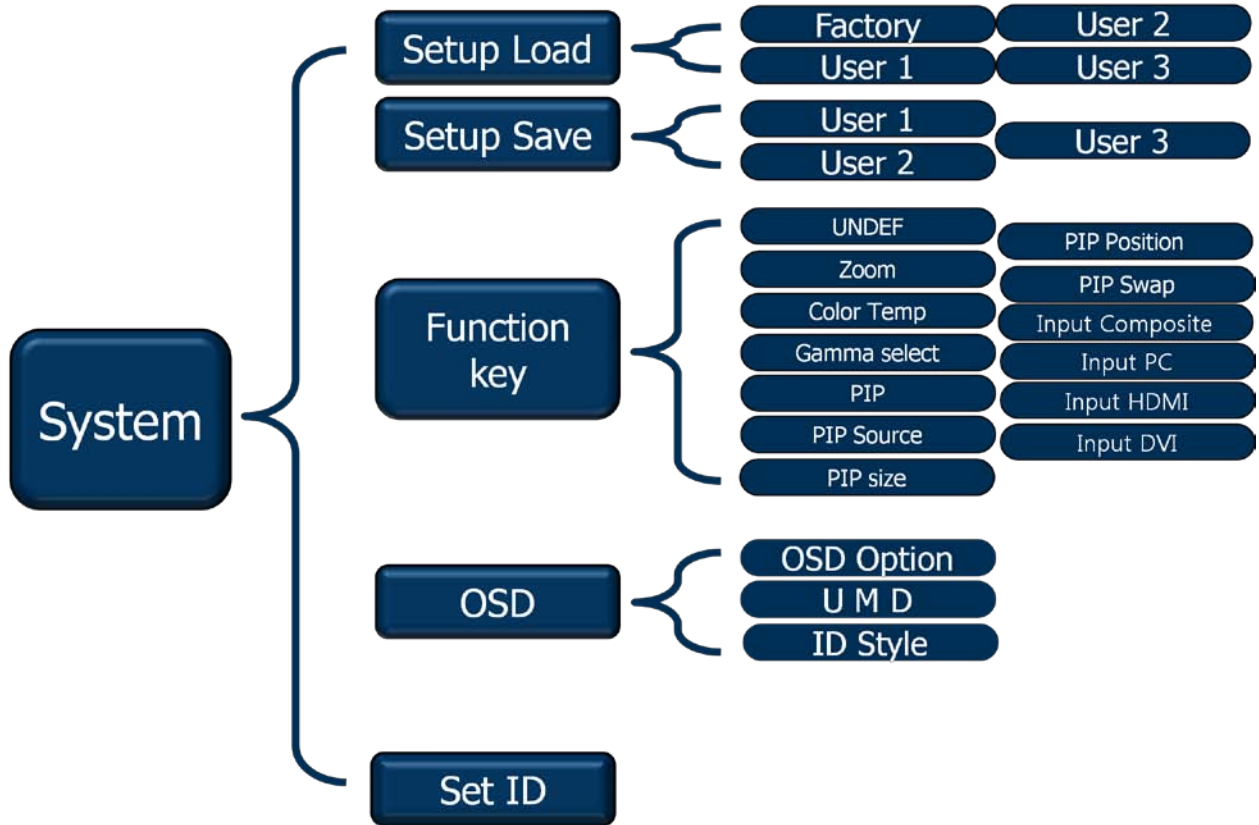 System
Setup Load
Factory
User 1
User 2
User 3
Setup Save
User 1
User 2
User 3
Function
key
UNDEF
Zoom
Color Temp
Gamma select
PIP
PIP Source
PIP size
PIP Position
PIP Swap
Input Composite
Input PC
Input HDMI
Input DVI
OSD
OSD Option
U M D
ID Style
Set ID